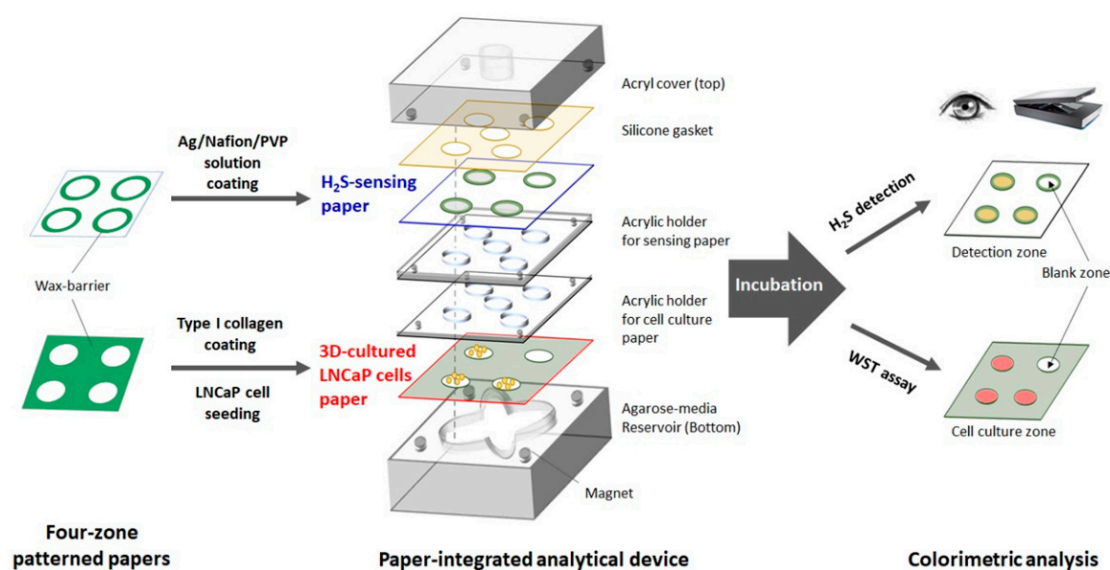 Ag/Nafion/PVP
solution
coating
Wax-barrier
Type I collagen
coating
LNCaP cell
seeding
Four-zone
patterned papers
H₂S-sensing
paper
3D-cultured
LNCaP cells
paper
Acryl cover (top)
Silicone gasket
Acrylic holder
for sensing paper
Acrylic holder
for cell culture
paper
Agarose-media
Reservoir (Bottom)
Magnet
Paper-integrated analytical device
Incubation
H₂S detection
WST assay
Detection zone
Blank zone
Cell culture zone
Colorimetric analysis